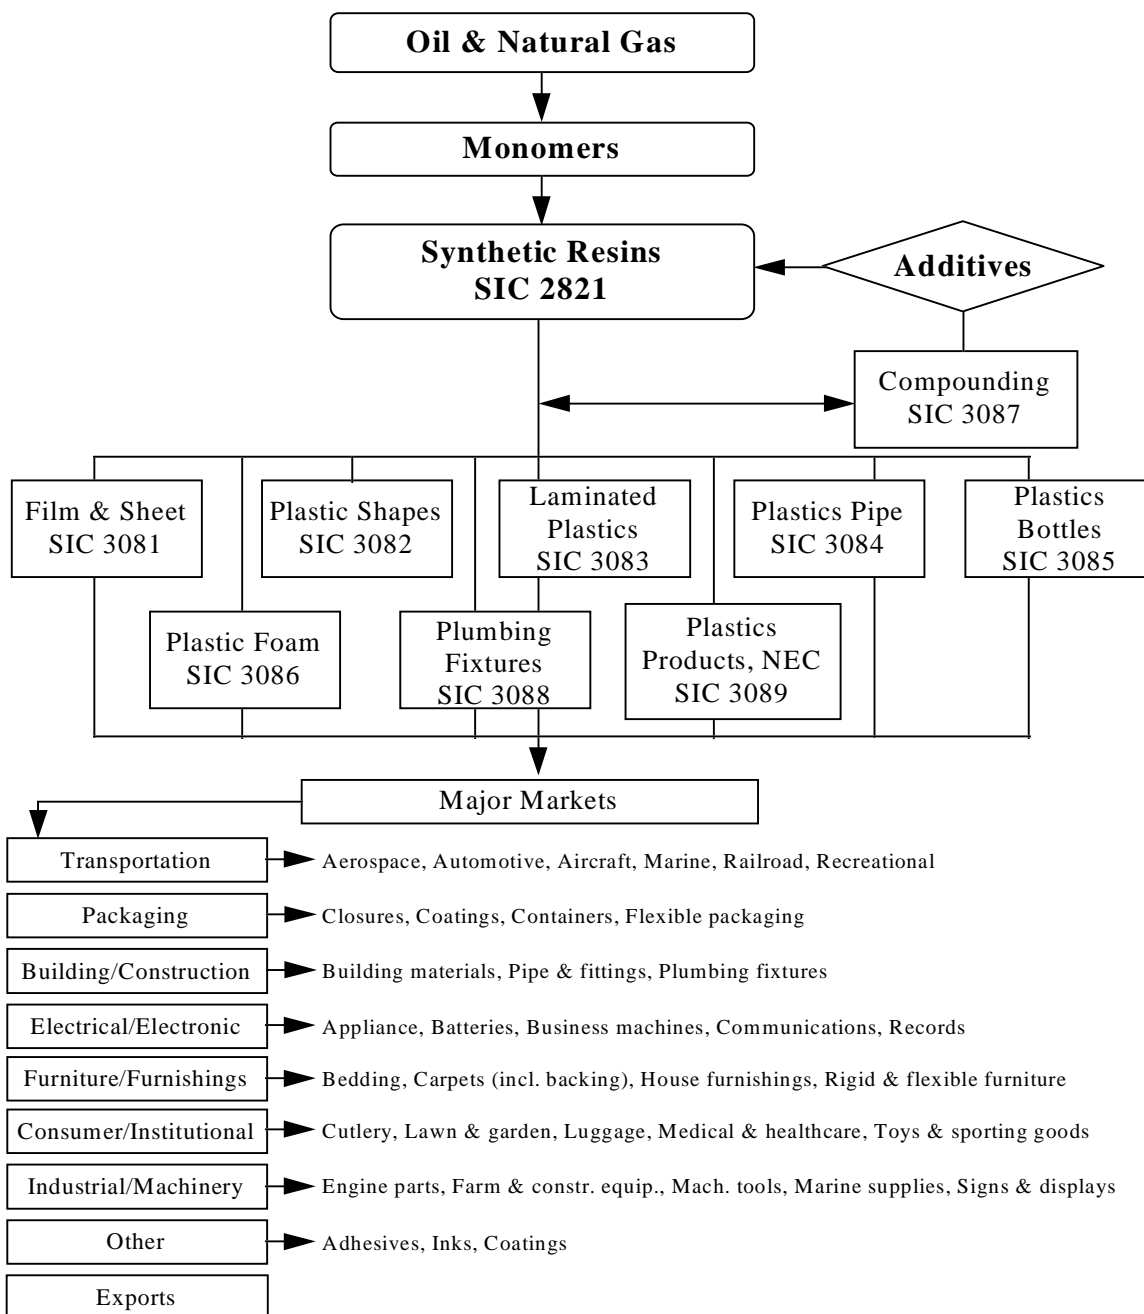 Oil & Natural Gas
Monomers
Synthetic Resins
SIC 2821
Additives
Compounding
SIC 3087
Film & Sheet
SIC 3081
Plastic Shapes
SIC 3082
Laminated
Plastics
SIC 3083
Plastics Pipe
SIC 3084
Plastics
Bottles
SIC 3085
Plastic Foam
SIC 3086
Plumbing
Fixtures
SIC 3088
Plastics
Products, NEC
SIC 3089
Major Markets
Transportation
Aerospace, Automotive, Aircraft, Marine, Railroad, Recreational
Packaging
Closures, Coatings, Containers, Flexible packaging
Building/Construction
Building materials, Pipe & fittings, Plumbing fixtures
Electrical/Electronic
Appliance, Batteries, Business machines, Communications, Records
Furniture/Furnishings
Bedding, Carpets (incl. backing), House furnishings, Rigid & flexible furniture
Consumer/Institutional
Cutlery, Lawn & garden, Luggage, Medical & healthcare, Toys & sporting goods
Industrial/Machinery
Engine parts, Farm & constr. equip., Mach. tools, Marine supplies, Signs & displays
Other
Adhesives, Inks, Coatings
Exports